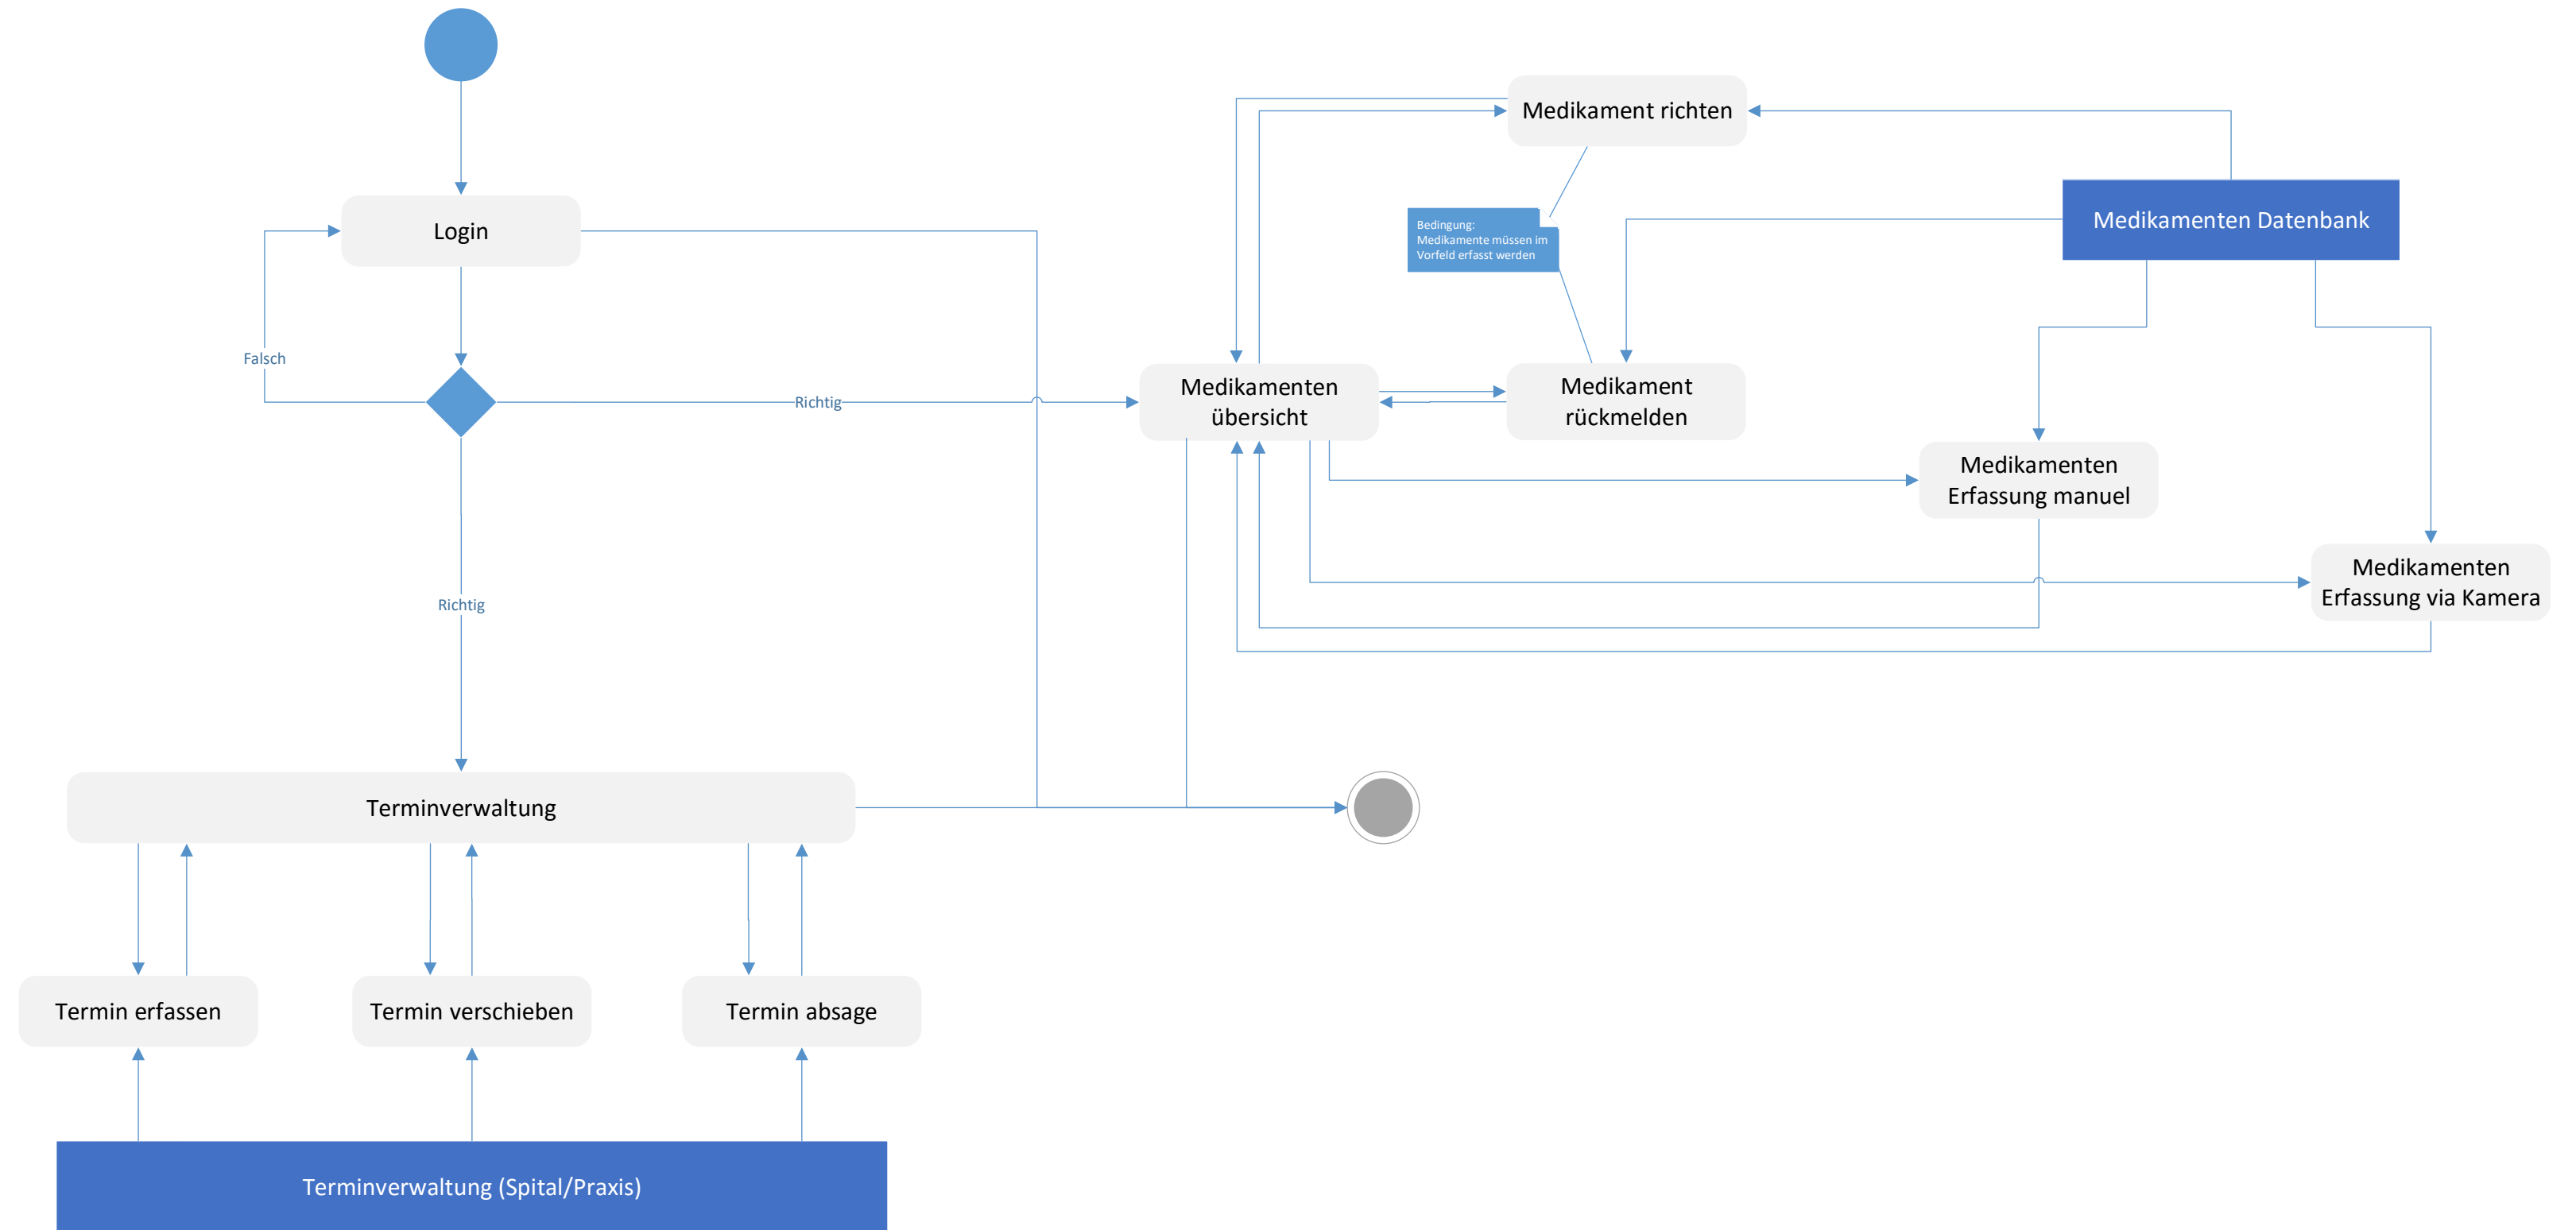 Medikament richten
Medikamenten Datenbank
Login
Bedingung:
Medikamente müssen im
Vorfeld erfasst werden
Falsch
Richtig
Medikamenten
übersicht
Medikament
rückmelden
Medikamenten
Erfassung manuel
Medikamenten
Erfassung via Kamera
Richtig
Terminverwaltung
Termin erfassen
Termin verschieben
Termin absage
Terminverwaltung (Spital/Praxis)